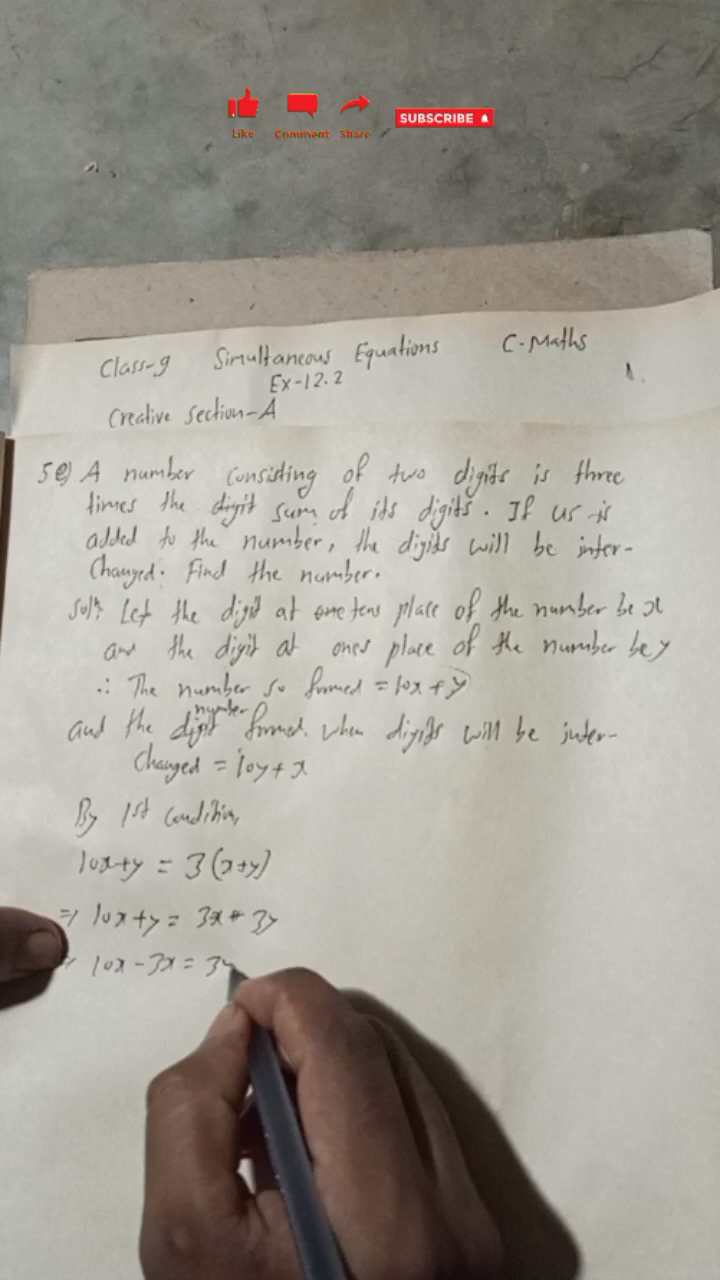 Like Comment Share SUBSCRIBE
Class-9 Simultaneous Equations C-Maths
Ex-12.2
Creative section-A
5e) A number consisting of two digits is three
times the digit sum of its digits. If 45 is
added to the number, the digits will be inter-
changed. Find the number.
Solⁿ: Let the digit at one tens place of the number be x
and the digit at ones place of the number be y
∴ The number so formed = 10x + y
number
and the digit formed when digits will be inter-
changed = 10y + x
By 1st condition,
10x+y = 3(x+y)
⇒ 10x+y = 3x + 3y
⇒ 10x - 3x = 3y